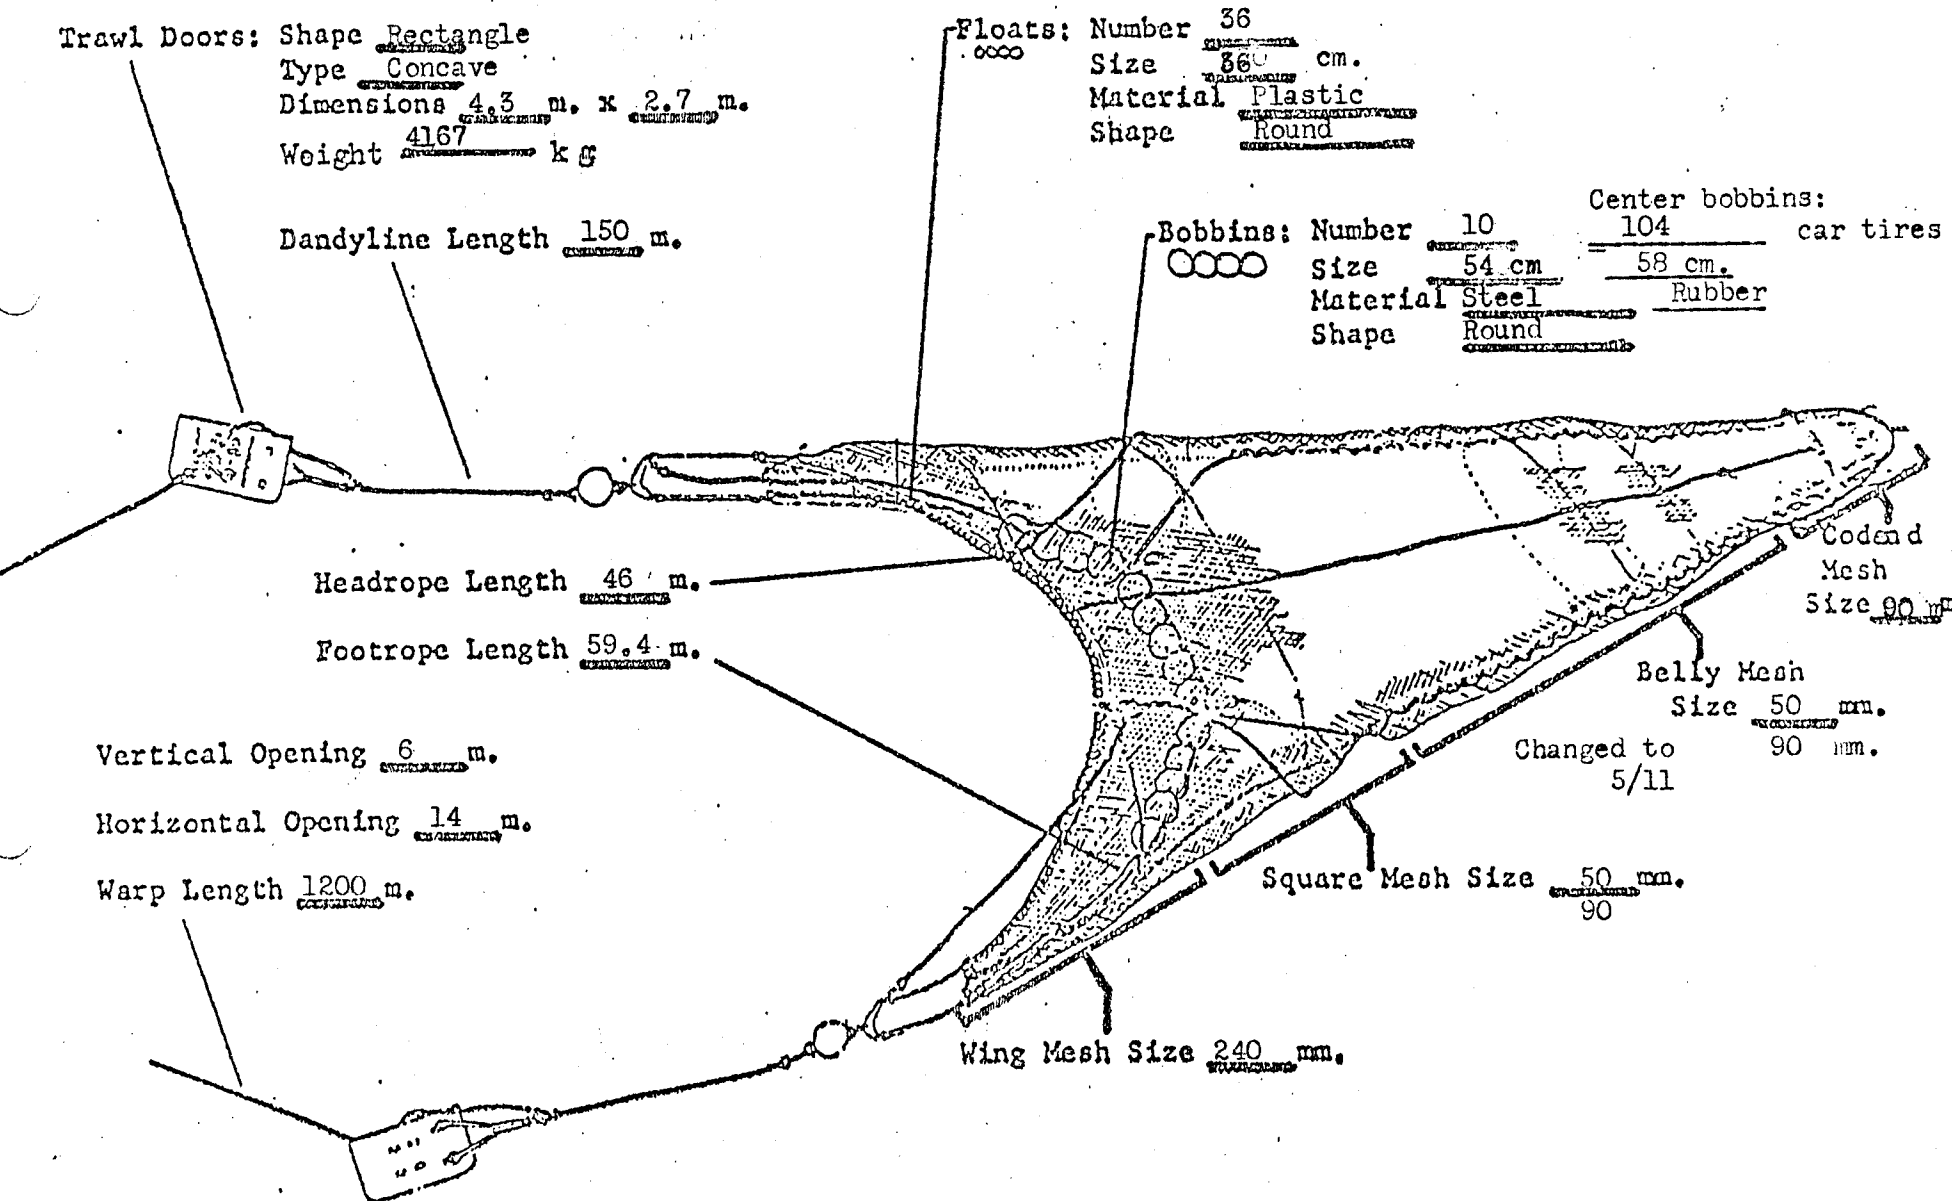 Trawl Doors: Shape Rectangle
Type Concave
Dimensions 4.3 m. x 2.7 m.
Weight 4167 kg
Dandyline Length 150 m.
Floats: Number 36
Size cm.
Material Plastic
Shape Round
Center bobbins:
Bobbins: Number 10 104 car tires
Size 54 cm 58 cm.
Material Steel Rubber
Shape Round
Headrope Length 46 m.
Footrope Length 59.4 m.
Vertical Opening 6 m.
Horizontal Opening 14 m.
Warp Length 1200 m.
Codend
Mesh
Size 90 mm
Belly Mesh
Size 50 mm.
Changed to 90 mm.
5/11
Square Mesh Size 50 mm.
90
Wing Mesh Size 240 mm.